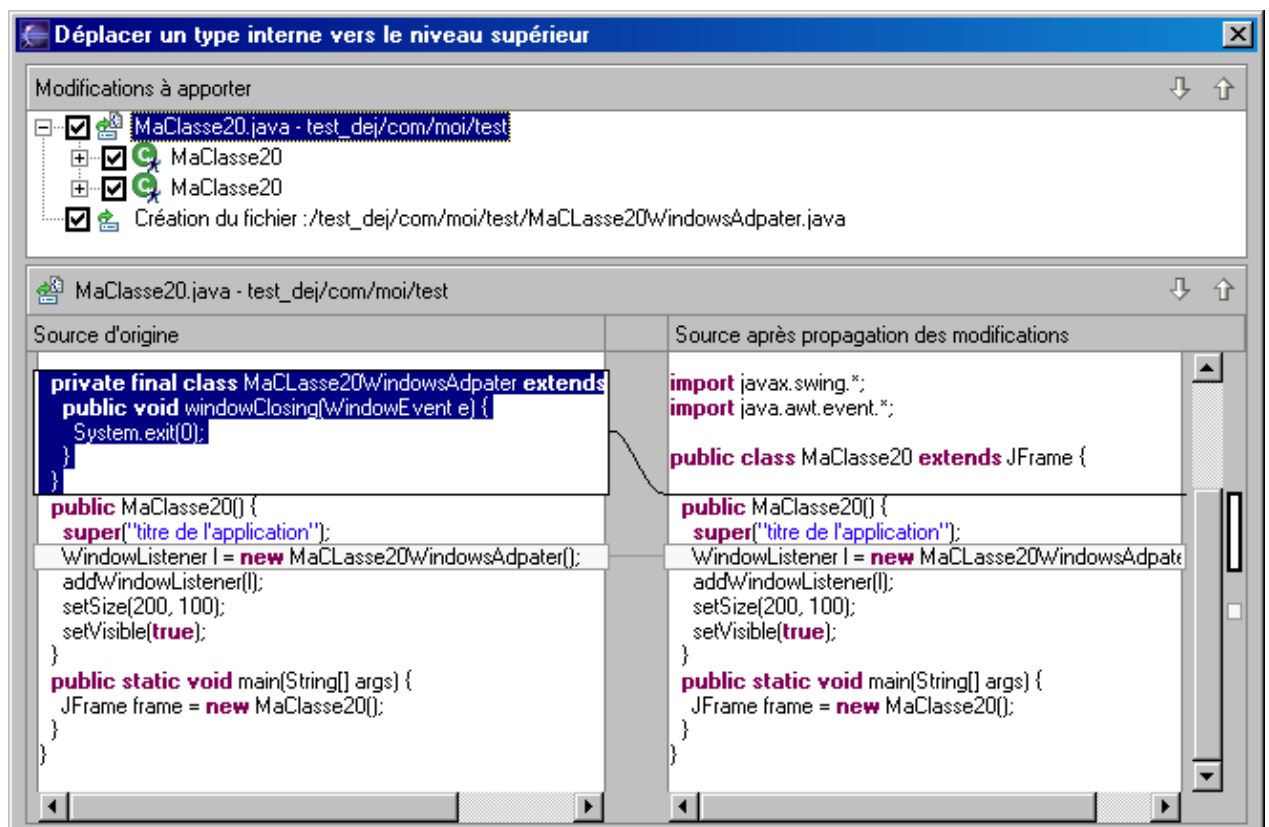 Déplacer un type interne vers le niveau supérieur
Modifications à apporter
MaClasse20.java - test_dej/com/moi/test
MaClasse20
MaClasse20
Création du fichier :/test_dej/com/moi/test/MaCLasse20WindowsAdpater.java
MaClasse20.java - test_dej/com/moi/test
Source d'origine
private final class MaCLasse20WindowsAdpater extends
public void windowClosing(WindowEvent e) {
System.exit(0);
}
}
public MaClasse20() {
super("titre de l'application");
WindowListener l = new MaCLasse20WindowsAdpater();
addWindowListener(l);
setSize(200, 100);
setVisible(true);
}
public static void main(String[] args) {
JFrame frame = new MaClasse20();
}
}
Source après propagation des modifications
import javax.swing.*;
import java.awt.event.*;
public class MaClasse20 extends JFrame {
public MaClasse20() {
super("titre de l'application");
WindowListener l = new MaCLasse20WindowsAdpate
addWindowListener(l);
setSize(200, 100);
setVisible(true);
}
public static void main(String[] args) {
JFrame frame = new MaClasse20();
}
}